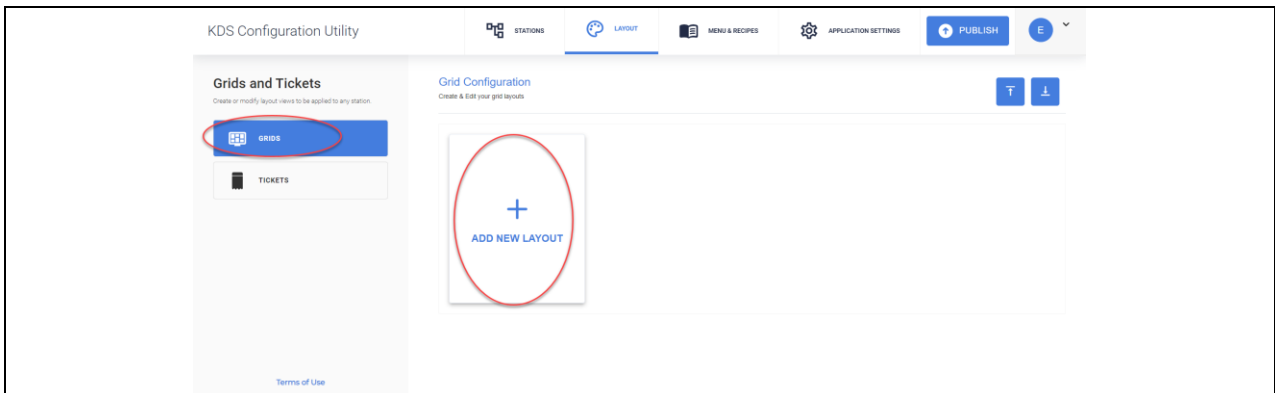 KDS Configuration Utility
STATIONS
LAYOUT
MENU & RECIPES
APPLICATION SETTINGS
PUBLISH
E
Grids and Tickets
Create or modify layout views to be applied to any station.
GRIDS
TICKETS
Terms of Use
Grid Configuration
Create & Edit your grid layouts
ADD NEW LAYOUT